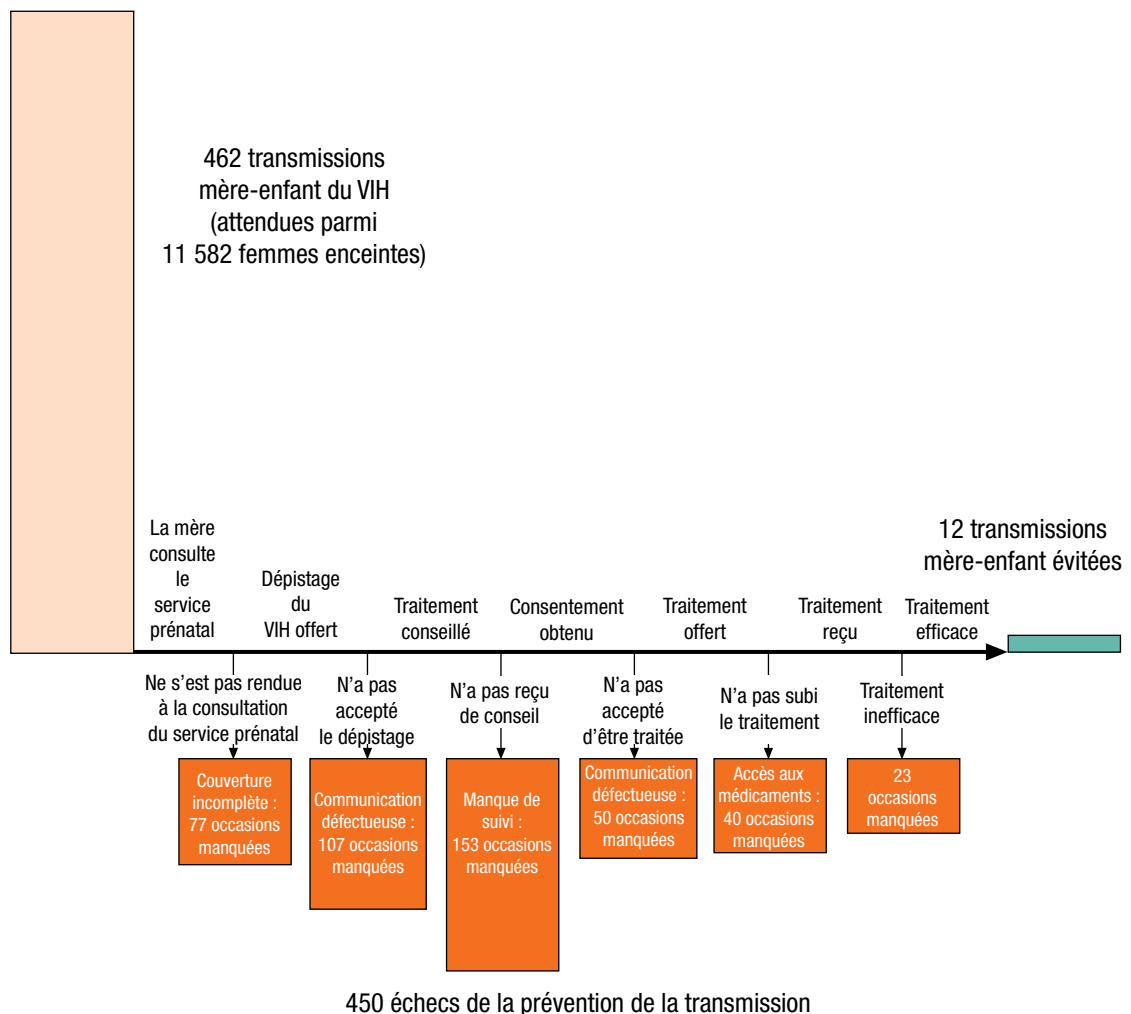 462 transmissions
mère-enfant du VIH
(attendues parmi
11 582 femmes enceintes)
La mère
consulte
le
service
prénatal
Dépistage
du
VIH offert
Traitement
conseillé
Consentement
obtenu
Traitement
offert
Traitement
reçu
Traitement
efficace
12 transmissions
mère-enfant évitées
Ne s'est pas rendue
à la consultation
du service prénatal
N'a pas
accepté
le dépistage
N'a pas reçu
de conseil
N'a pas
accepté
d'être traitée
N'a pas subi
le traitement
Traitement
inefficace
Couverture
incomplète :
77 occasions
manquées
Communication
défectueuse :
107 occasions
manquées
Manque de
suivi :
153 occasions
manquées
Communication
défectueuse :
50 occasions
manquées
Accès aux
médicaments :
40 occasions
manquées
23
occasions
manquées
450 échecs de la prévention de la transmission